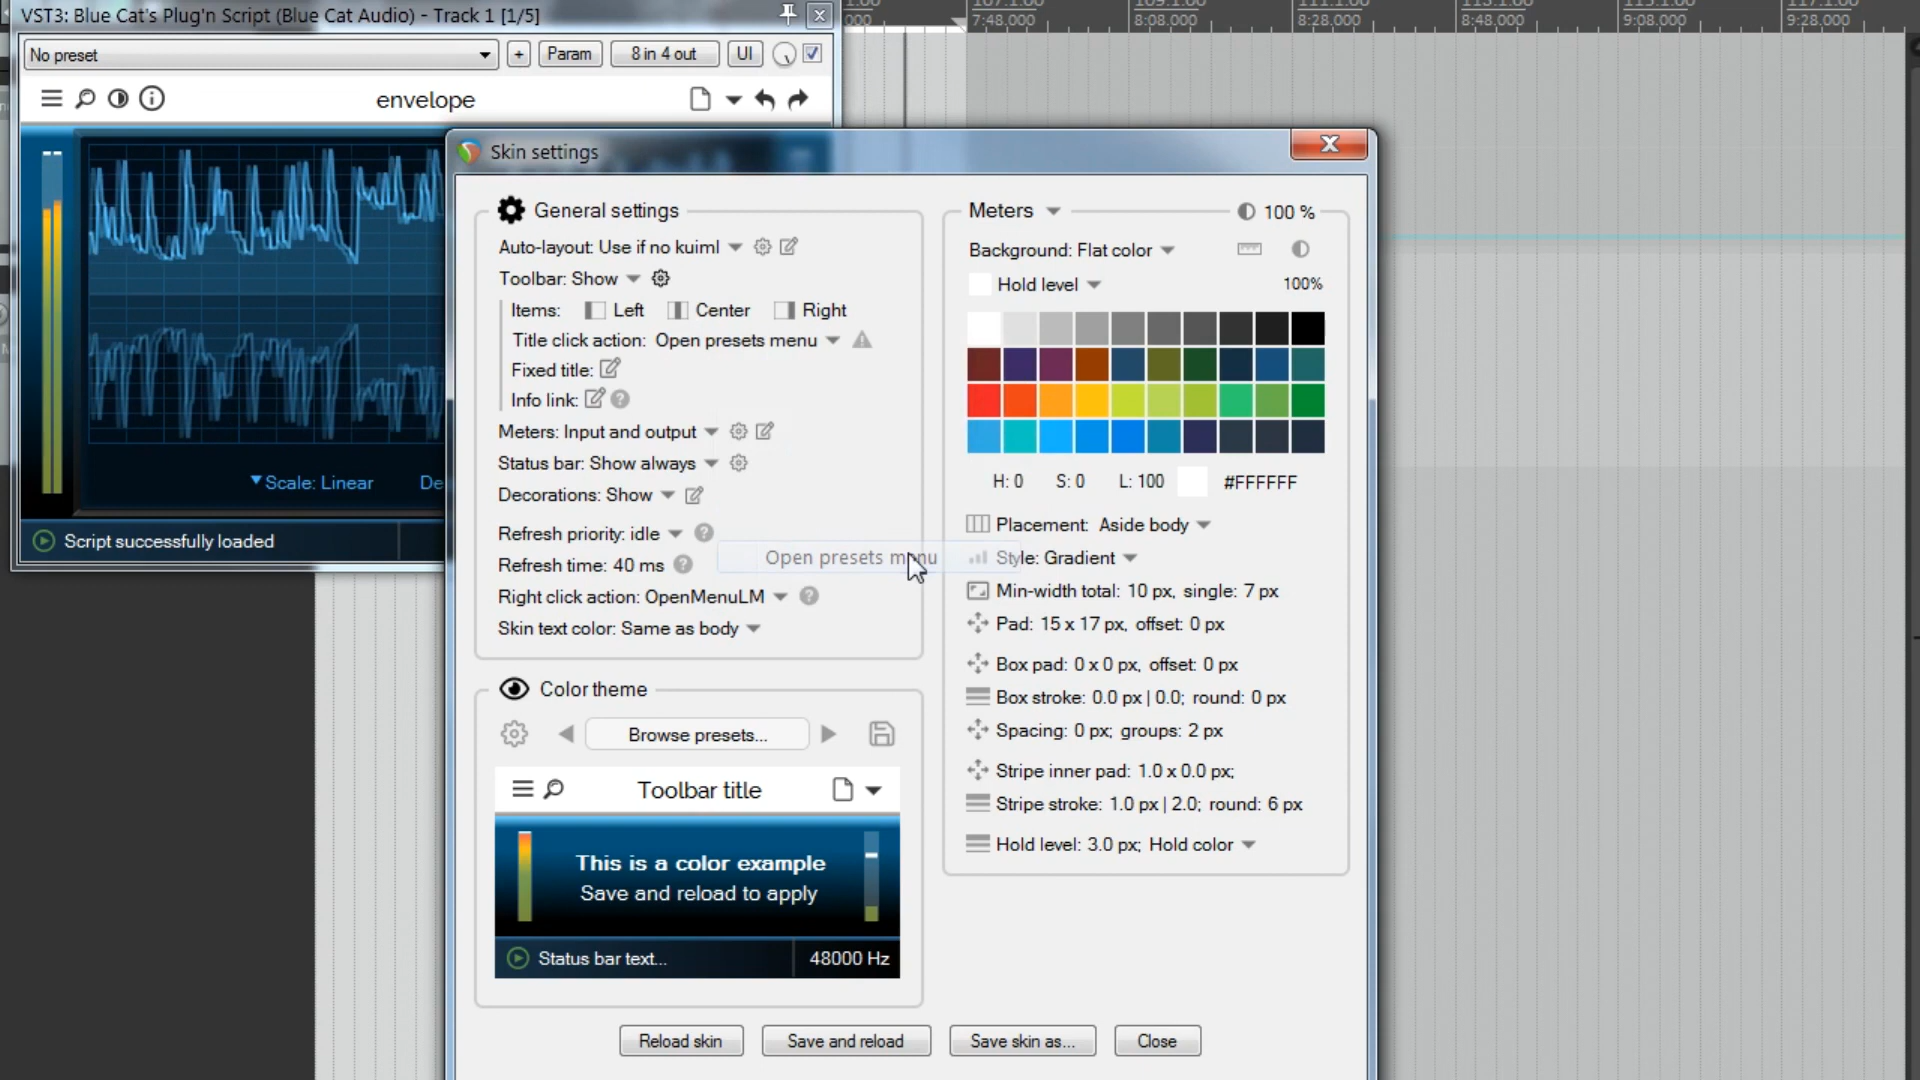 VST3: Blue Cat's Plug'n Script (Blue Cat Audio) - Track 1 [1/5]
7:48.000
8:08.000
8:28.000
8:48.000
9:08.000
9:28.000
No preset
+
Param
8 in 4 out
UI
envelope
Skin settings
General settings
Auto-layout: Use if no kuiml
Toolbar: Show
Items: Left Center Right
Title click action: Open presets menu
Fixed title:
Info link:
Meters: Input and output
Status bar: Show always
Decorations: Show
Refresh priority: idle
Refresh time: 40 ms
Right click action: OpenMenuLM
Skin text color: Same as body
Open presets menu
Scale: Linear
De
Script successfully loaded
Color theme
Browse presets...
Toolbar title
This is a color example
Save and reload to apply
Status bar text...
48000 Hz
Meters
100 %
Background: Flat color
Hold level
100%
H: 0 S: 0 L: 100 #FFFFFF
Placement: Aside body
Style: Gradient
Min-width total: 10 px, single: 7 px
Pad: 15 x 17 px, offset: 0 px
Box pad: 0 x 0 px, offset: 0 px
Box stroke: 0.0 px | 0.0; round: 0 px
Spacing: 0 px; groups: 2 px
Stripe inner pad: 1.0 x 0.0 px;
Stripe stroke: 1.0 px | 2.0; round: 6 px
Hold level: 3.0 px; Hold color
Reload skin
Save and reload
Save skin as...
Close